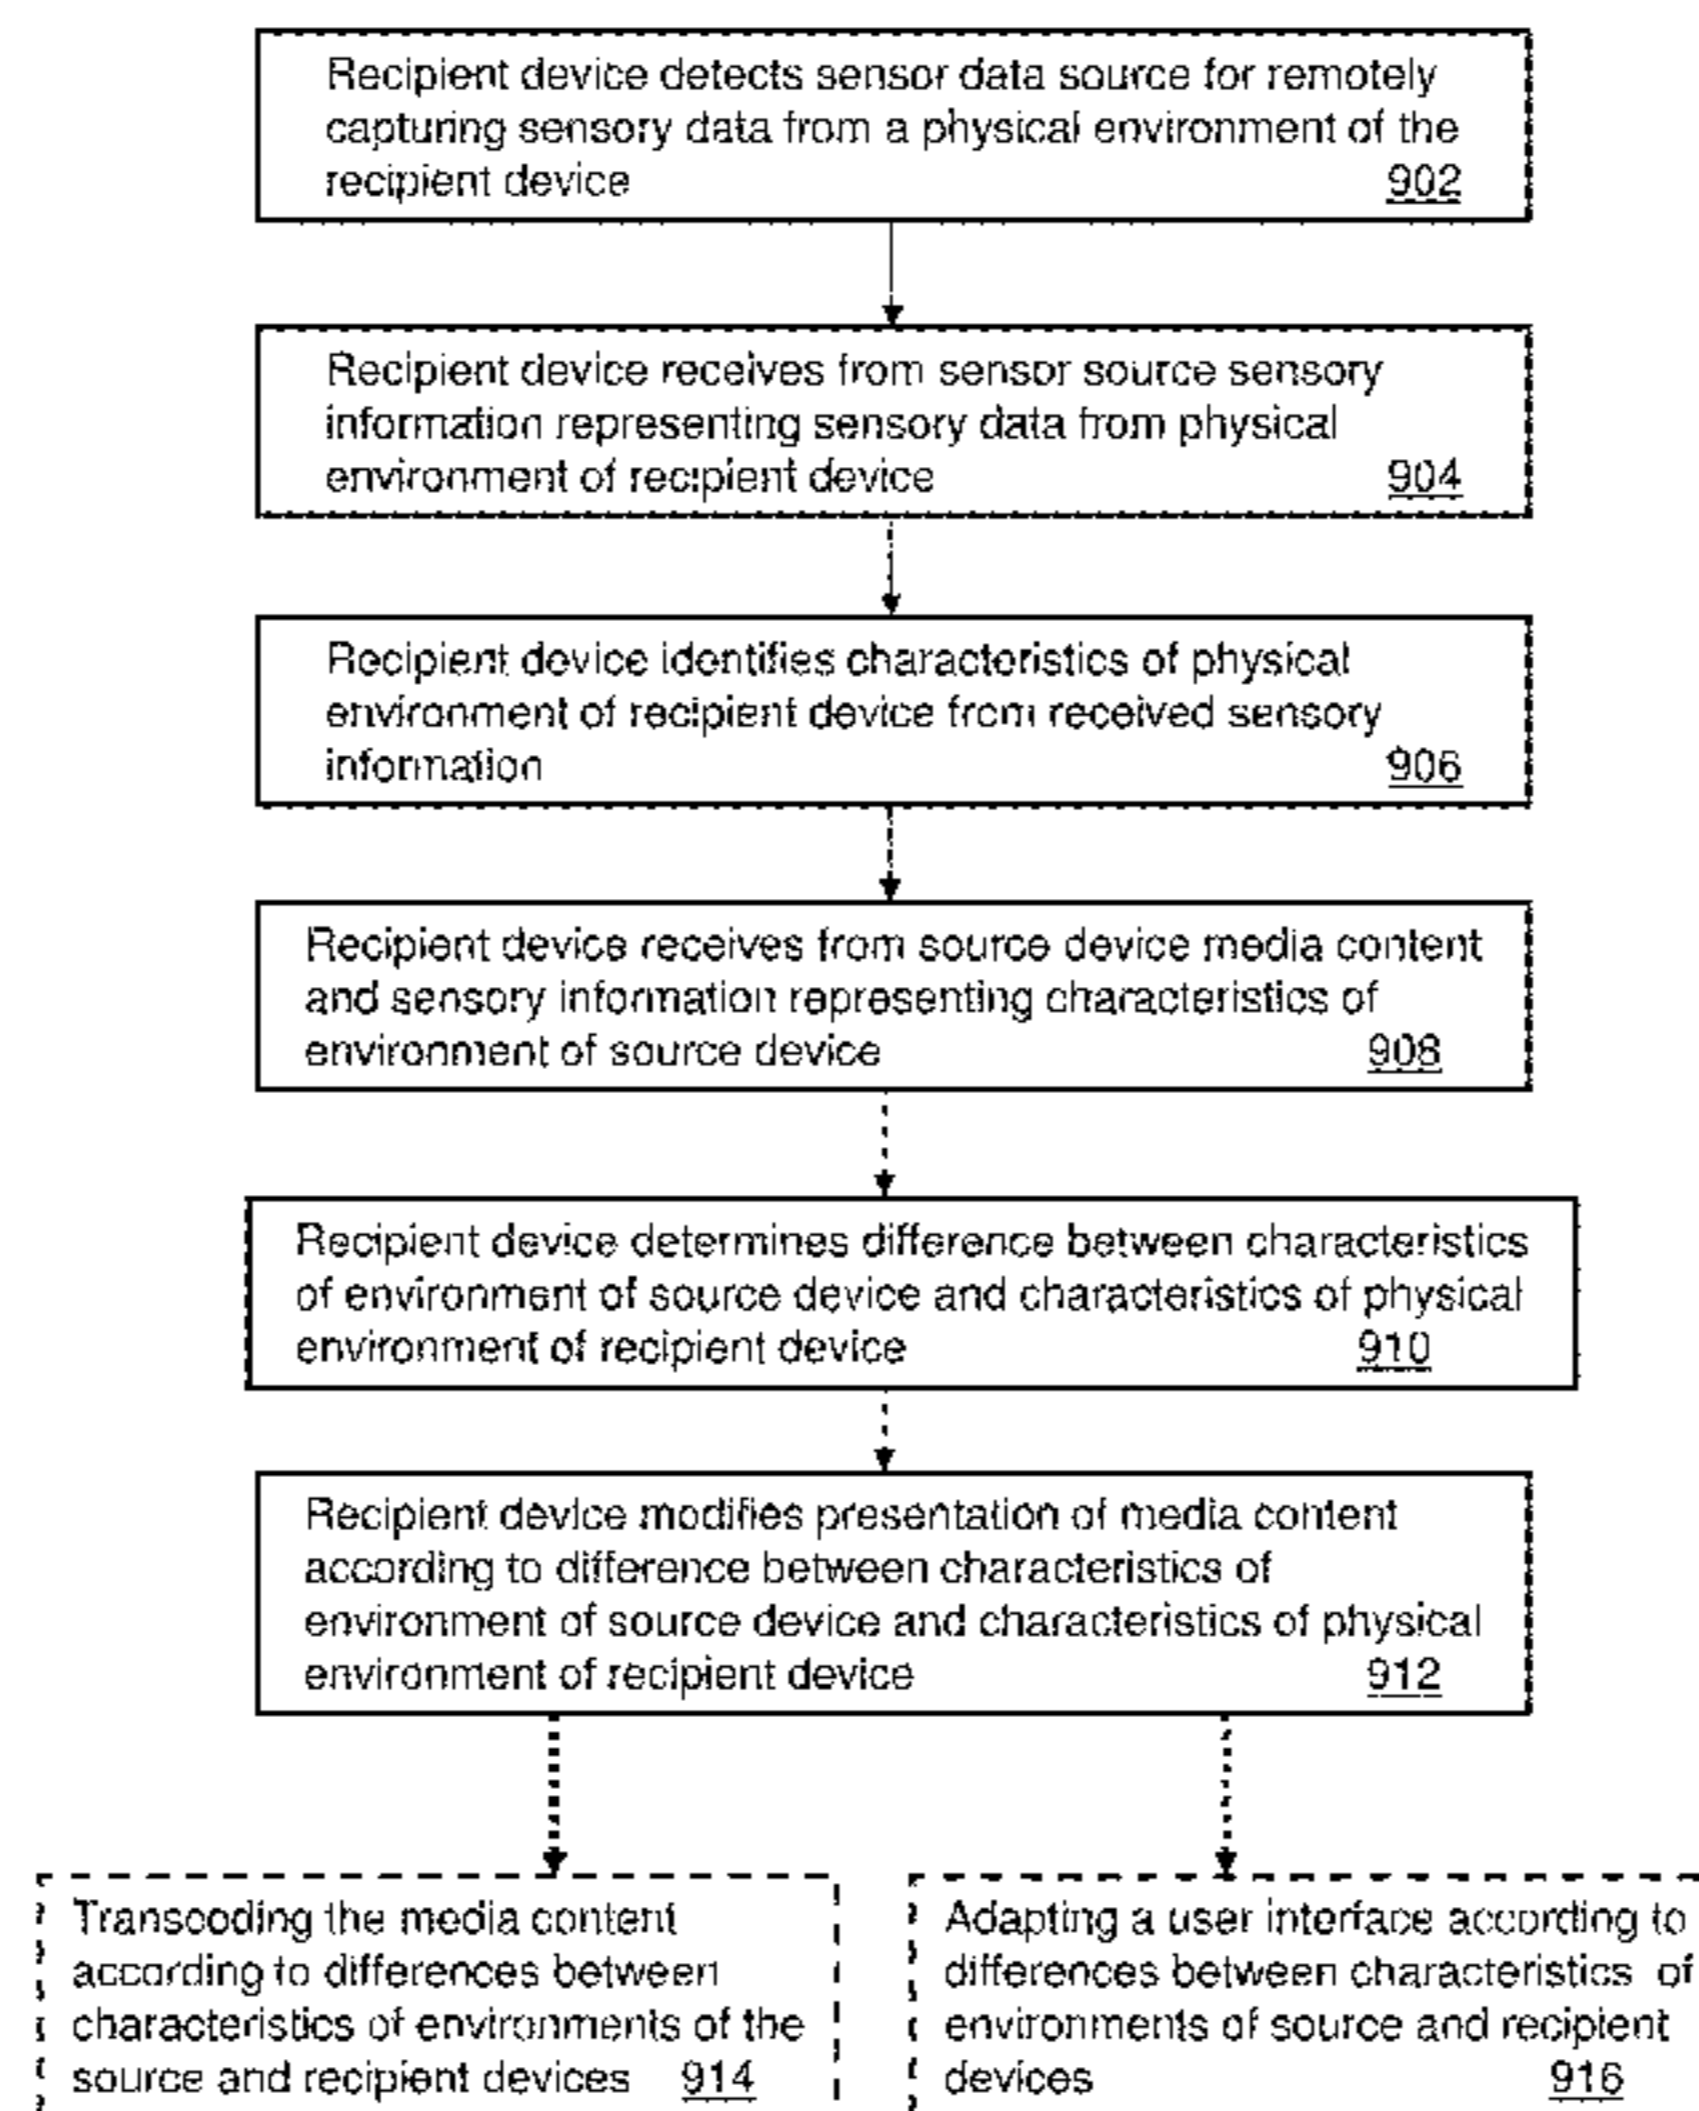 Recipient device detects sensor data source for remotely
capturing sensory data from a physical environment of the
recipient device 902
Recipient device receives from sensor source sensory
information representing sensory data from physical
environment of recipient device 904
Recipient device identifies characteristics of physical
environment of recipient device from received sensory
information 906
Recipient device receives from source device media content
and sensory information representing characteristics of
environment of source device 908
Recipient device determines difference between characteristics
of environment of source device and characteristics of physical
environment of recipient device 910
Recipient device modifies presentation of media content
according to difference between characteristics of
environment of source device and characteristics of physical
environment of recipient device 912
Transcoding the media content
according to differences between
characteristics of environments of the
source and recipient devices 914
Adapting a user interface according to
differences between characteristics of
environments of source and recipient
devices 916